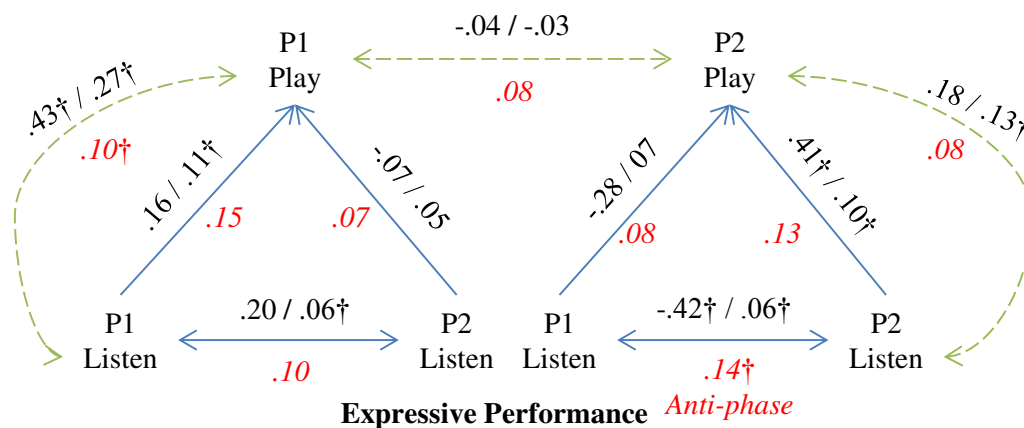 -.04 / -.03
P1
Play
P2
Play
.08
.43† / .27†
.10†
.18 / .13†
.08
.16 / .11†
.15
-.07 / .05
.07
-.28 / 07
.08
.41† / .10†
.13
P1
Listen
.20 / .06†
.10
P2
Listen
P1
Listen
-.42† / .06†
.14†
Anti-phase
P2
Listen
Expressive Performance